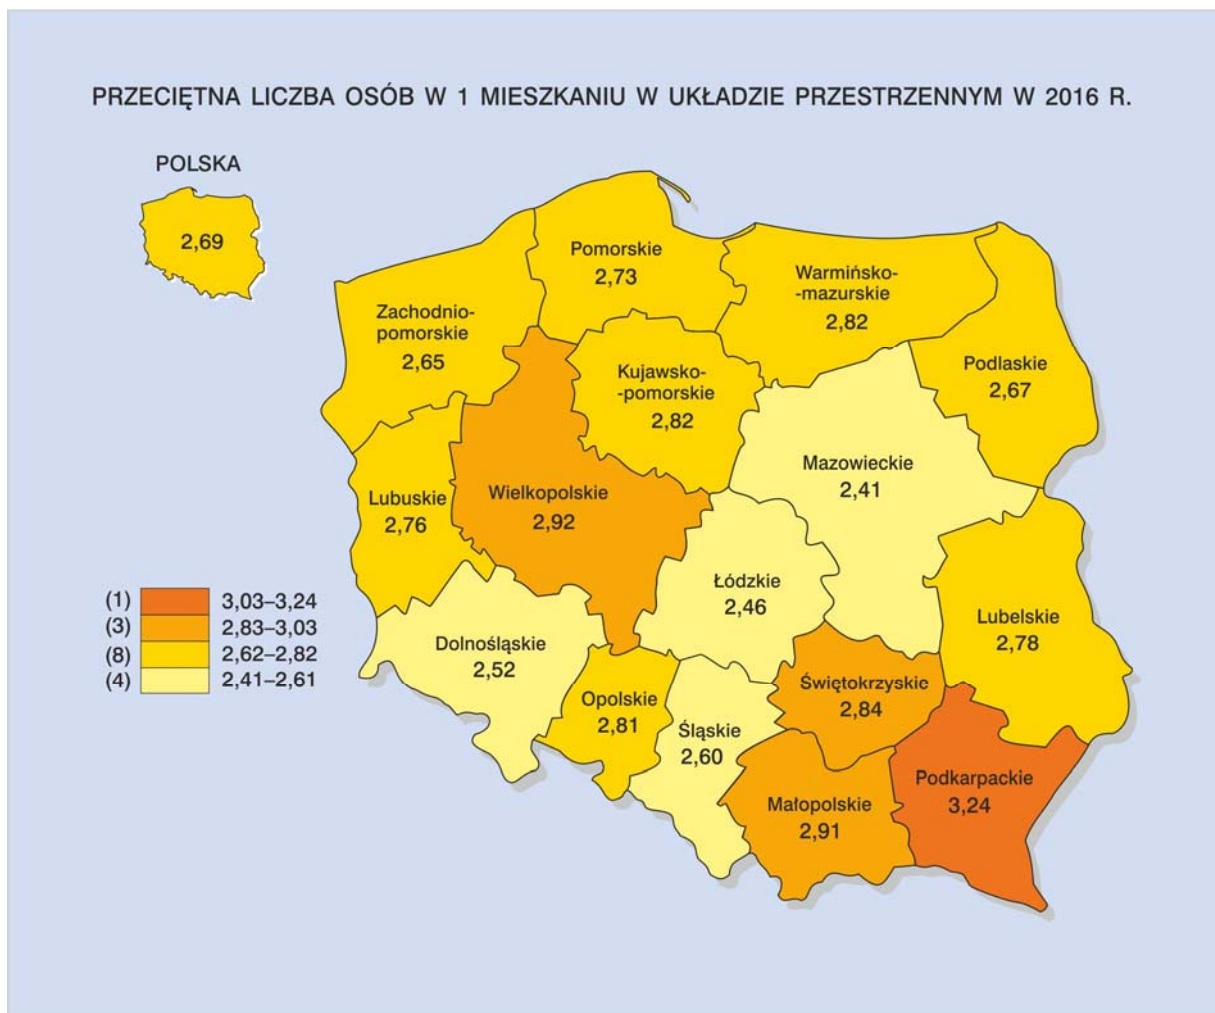 PRZECIĘTNA LICZBA OSÓB W 1 MIESZKANIU W UKŁADZIE PRZESTRZENNYM W 2016 R.
POLSKA
2,69
Pomorskie
2,73
Warmińsko-
-mazurskie
2,82
Zachodnio-
pomorskie
2,65
Kujawsko-
-pomorskie
2,82
Podlaskie
2,67
Mazowieckie
2,41
Lubuskie
2,76
Wielkopolskie
2,92
Łódzkie
2,46
Lubelskie
2,78
Dolnośląskie
2,52
Opolskie
2,81
Śląskie
2,60
Świętokrzyskie
2,84
Małopolskie
2,91
Podkarpackie
3,24
(1) 3,03–3,24
(3) 2,83–3,03
(8) 2,62–2,82
(4) 2,41–2,61